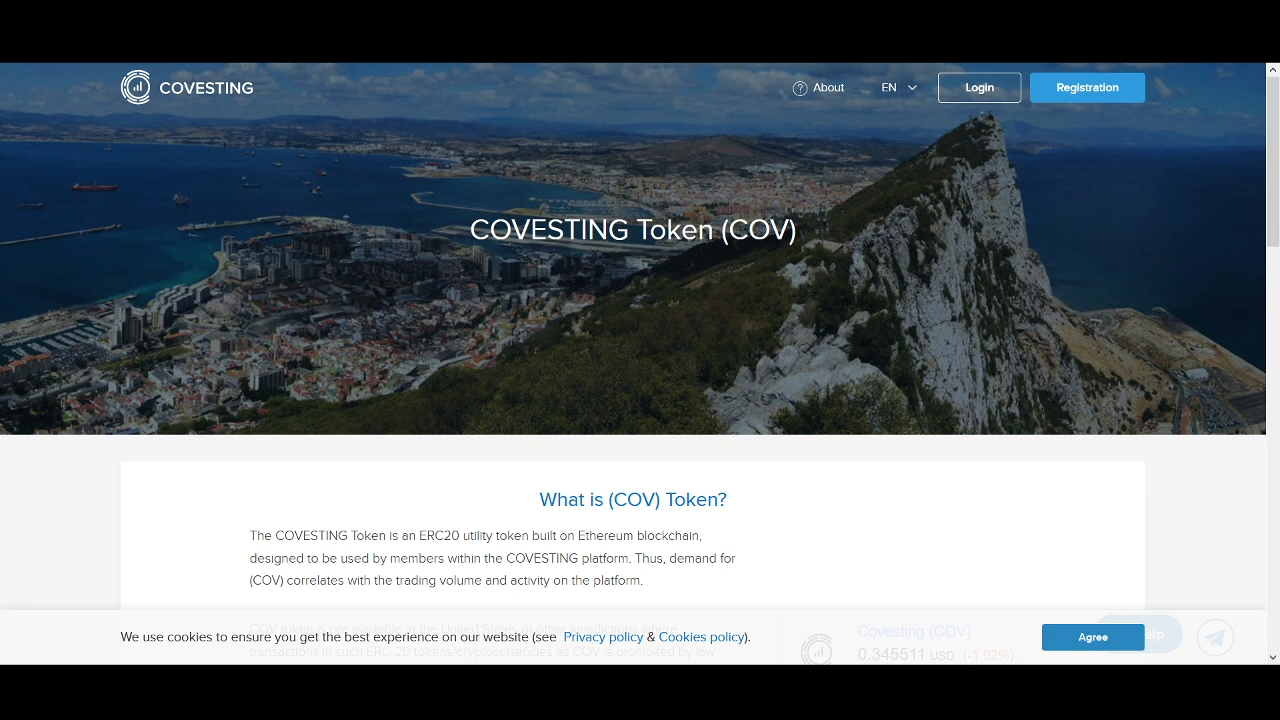 COVESTING
About
EN
Login
Registration
COVESTING Token (COV)
What is (COV) Token?
The COVESTING Token is an ERC20 utility token built on Ethereum blockchain,
designed to be used by members within the COVESTING platform. Thus, demand for
(COV) correlates with the trading volume and activity on the platform.
COV token is not available in the United States or other jurisdictions where
transactions in such ERC-20 tokens/cryptocurrencies as COV is prohibited by law
Covesting (COV)
0.345511 USD (-1.92%)
We use cookies to ensure you get the best experience on our website (see Privacy policy & Cookies policy).
Agree